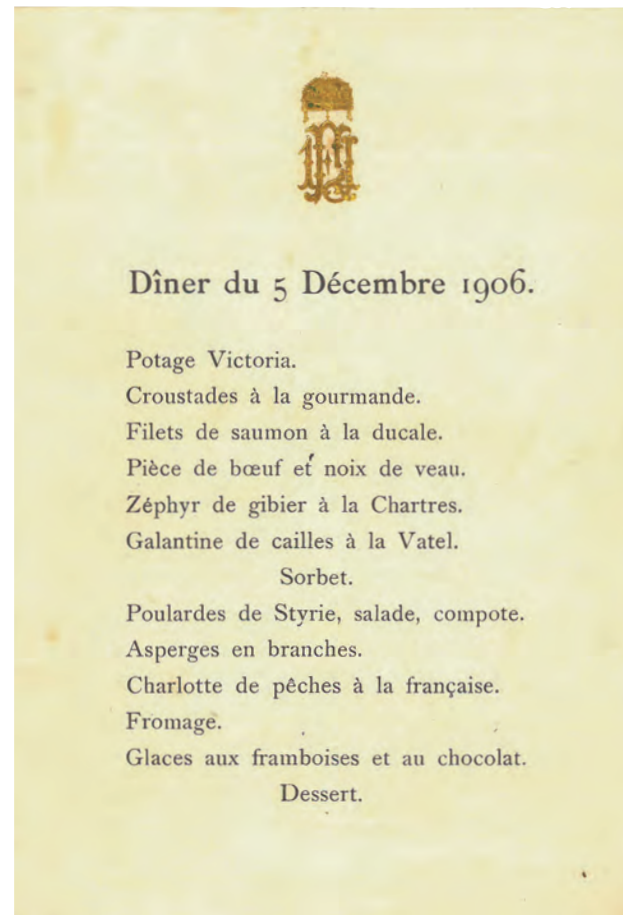 Dîner du 5 Décembre 1906.
Potage Victoria.
Croustades à la gourmande.
Filets de saumon à la ducale.
Pièce de bœuf et noix de veau.
Zéphyr de gibier à la Chartres.
Galantine de cailles à la Vatel.
Sorbet.
Poulardes de Styrie, salade, compote.
Asperges en branches.
Charlotte de pêches à la française.
Fromage.
Glaces aux framboises et au chocolat.
Dessert.